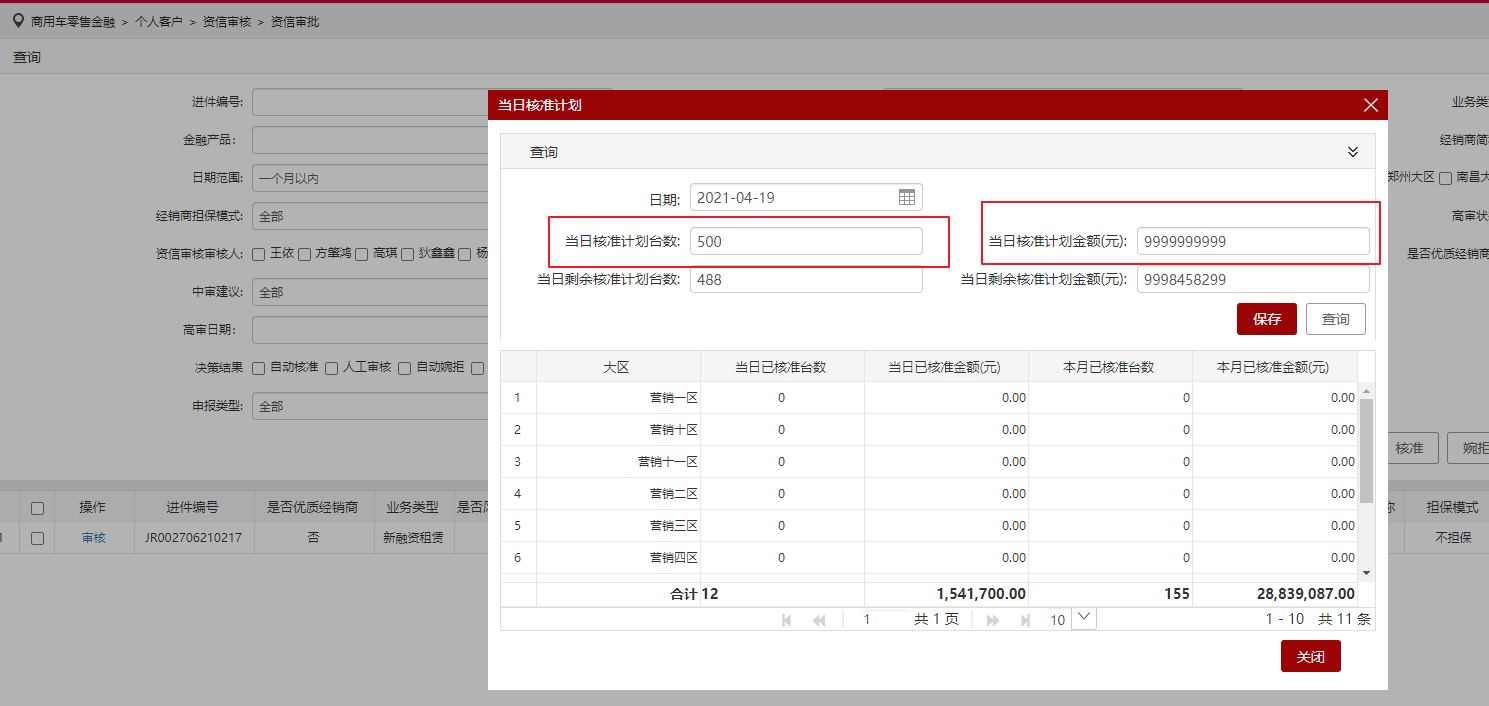 商用车零售金融 > 个人客户 > 资信审核 > 资信审批
查询
进件编号:
金融产品:
日期范围: 一个月以内
经销商担保模式: 全部
资信审核审核人: 王依 方肇鸿 高琪 狄鑫鑫 杨
中审建议: 全部
高审日期:
决策结果 自动核准 人工审核 自动婉拒
申报类型: 全部
业务类
经销商简
郑州大区 南昌大
高审状
是否优质经销商
核准 婉拒
操作 进件编号 是否优质经销商 业务类型 担保模式
审核 JR002706210217 否 新融资租赁 不担保
当日核准计划
查询
日期: 2021-04-19
当日核准计划台数: 500 当日核准计划金额(元): 9999999999
当日剩余核准计划台数: 488 当日剩余核准计划金额(元): 9998458299
保存 查询
大区 当日已核准台数 当日已核准金额(元) 本月已核准台数 本月已核准金额(元)
1 营销一区 0 0.00 0 0.00
2 营销十区 0 0.00 0 0.00
3 营销十一区 0 0.00 0 0.00
4 营销二区 0 0.00 0 0.00
5 营销三区 0 0.00 0 0.00
6 营销四区 0 0.00 0 0.00
合计 12 1,541,700.00 155 28,839,087.00
1 共 1 页 10 1 - 10 共 11 条
关闭